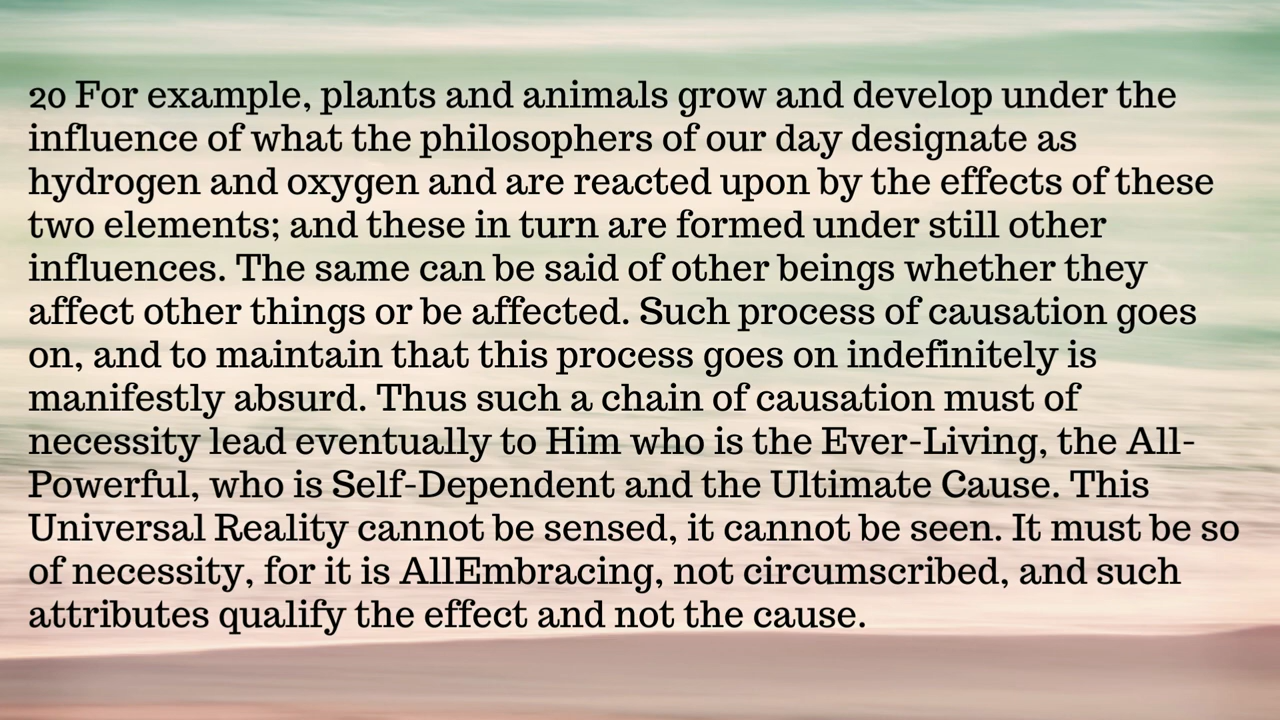 20 For example, plants and animals grow and develop under the
influence of what the philosophers of our day designate as
hydrogen and oxygen and are reacted upon by the effects of these
two elements; and these in turn are formed under still other
influences. The same can be said of other beings whether they
affect other things or be affected. Such process of causation goes
on, and to maintain that this process goes on indefinitely is
manifestly absurd. Thus such a chain of causation must of
necessity lead eventually to Him who is the Ever-Living, the All-
Powerful, who is Self-Dependent and the Ultimate Cause. This
Universal Reality cannot be sensed, it cannot be seen. It must be so
of necessity, for it is AllEmbracing, not circumscribed, and such
attributes qualify the effect and not the cause.